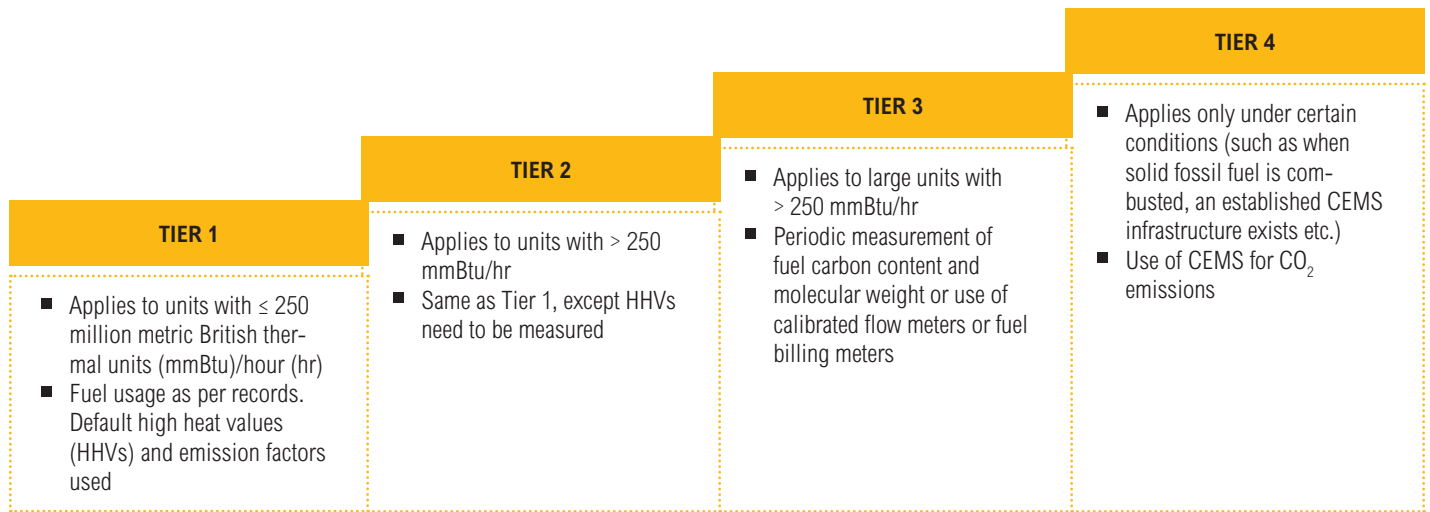 TIER 1
■ Applies to units with ≤ 250
million metric British ther-
mal units (mmBtu)/hour (hr)
■ Fuel usage as per records.
Default high heat values
(HHVs) and emission factors
used
TIER 2
■ Applies to units with > 250
mmBtu/hr
■ Same as Tier 1, except HHVs
need to be measured
TIER 3
■ Applies to large units with
> 250 mmBtu/hr
■ Periodic measurement of
fuel carbon content and
molecular weight or use of
calibrated flow meters or fuel
billing meters
TIER 4
■ Applies only under certain
conditions (such as when
solid fossil fuel is com-
busted, an established CEMS
infrastructure exists etc.)
■ Use of CEMS for CO₂
emissions